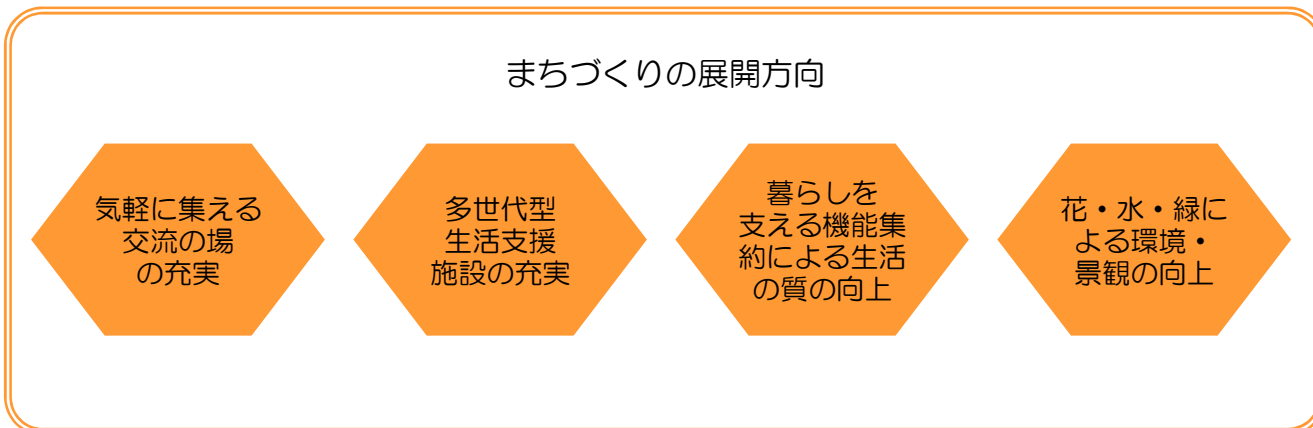 まちづくりの展開方向
気軽に集える
交流の場
の充実
多世代型
生活支援
施設の充実
暮らしを
支える機能集
約による生活
の質の向上
花・水・緑に
よる環境・
景観の向上